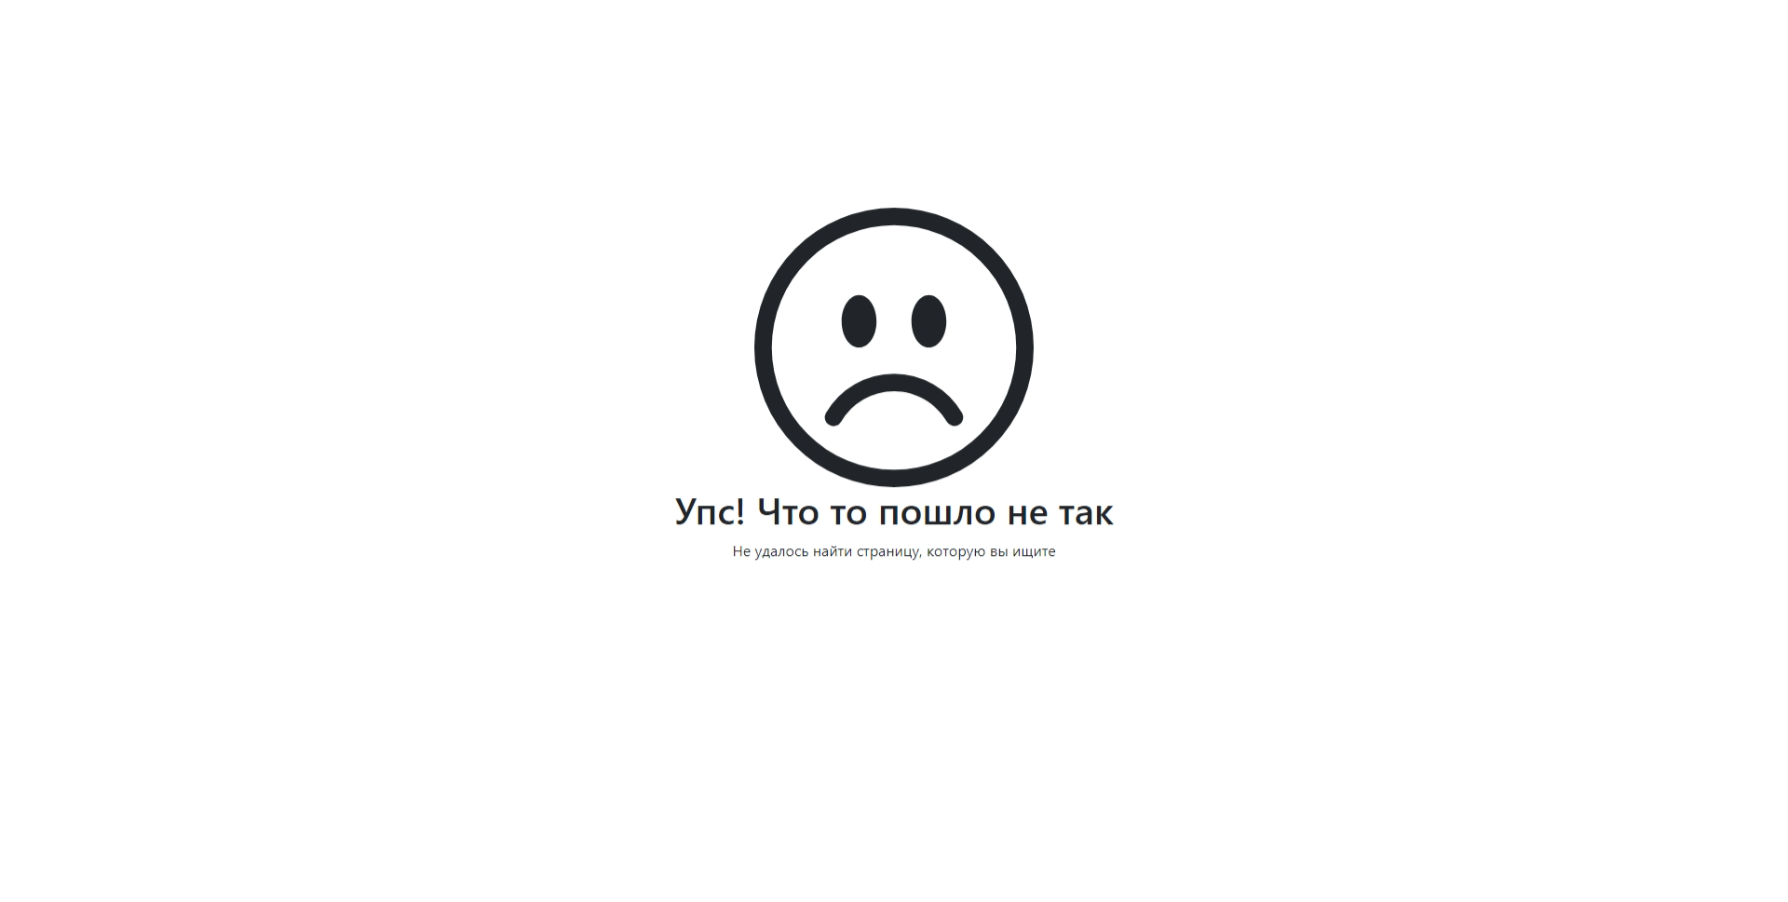 Упс! Что то пошло не так
Не удалось найти страницу, которую вы ищите